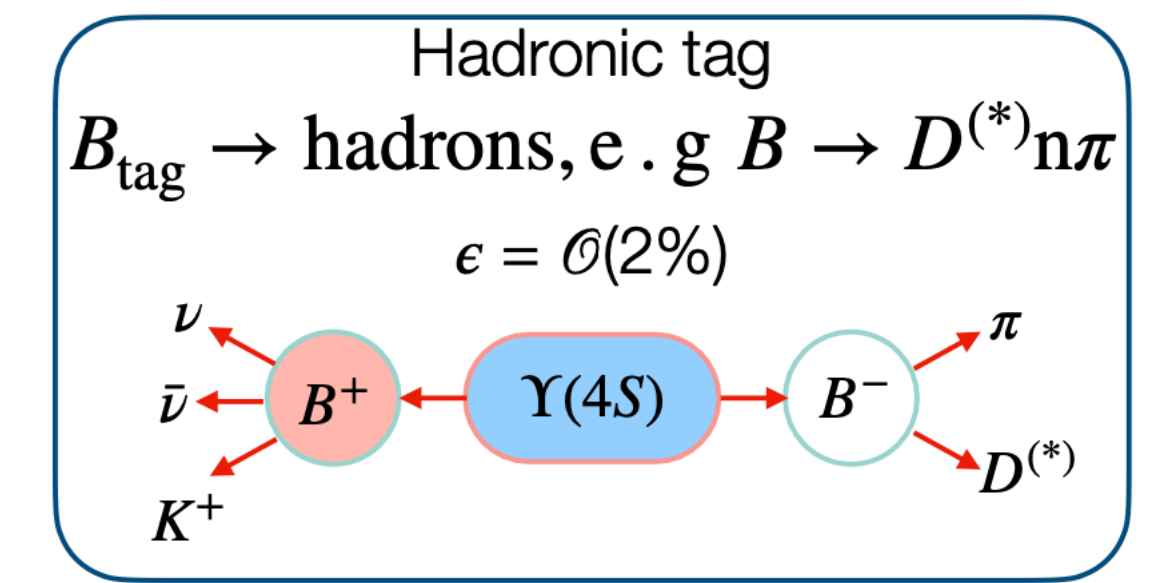 Hadronic tag
B_tag → hadrons, e . g B → D^(*)nπ
ϵ = 𝒪(2%)
ν
ν̄
K⁺
B⁺
Υ(4S)
B⁻
π
D^(*)